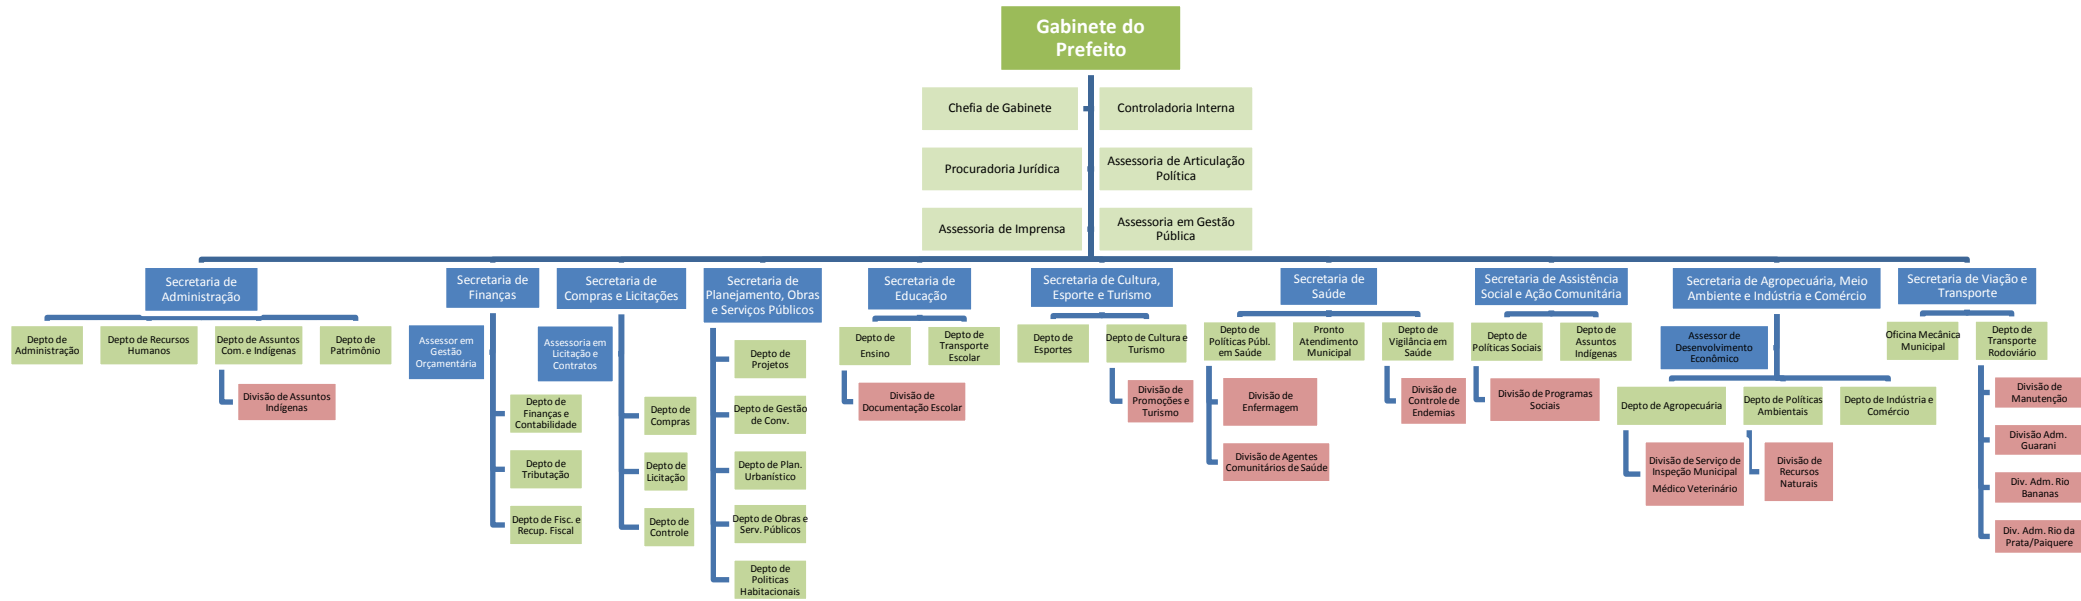 Gabinete do
Prefeito
Chefia de Gabinete
Controladoria Interna
Procuradoria Jurídica
Assessoria de Articulação
Política
Assessoria de Imprensa
Assessoria em Gestão
Pública
Secretaria de
Administração
Depto de
Administração
Depto de Recursos
Humanos
Depto de Assuntos
Com. e Indígenas
Divisão de Assuntos
Indígenas
Depto de
Patrimônio
Secretaria de
Finanças
Assessor em
Gestão
Orçamentária
Depto de
Finanças e
Contabilidade
Depto de
Tributação
Depto de Fisc. e
Recup. Fiscal
Secretaria de
Compras e Licitações
Assessoria em
Licitação e
Contratos
Depto de
Compras
Depto de
Licitação
Depto de
Controle
Secretaria de
Planejamento, Obras
e Serviços Públicos
Depto de
Projetos
Depto de Gestão
de Conv.
Depto de Plan.
Urbanístico
Depto de Obras e
Serv. Públicos
Depto de
Politicas
Habitacionais
Secretaria de
Educação
Depto de
Ensino
Divisão de
Documentação Escolar
Depto de
Transporte
Escolar
Secretaria de Cultura,
Esporte e Turismo
Depto de
Esportes
Depto de Cultura e
Turismo
Divisão de
Promoções e
Turismo
Secretaria de
Saúde
Depto de
Políticas Públ.
em Saúde
Divisão de
Enfermagem
Divisão de Agentes
Comunitários de Saúde
Pronto
Atendimento
Municipal
Depto de
Vigilância em
Saúde
Divisão de
Controle de
Endemias
Secretaria de Assistência
Social e Ação Comunitária
Depto de
Políticas Sociais
Divisão de Programas
Sociais
Depto de
Assuntos
Indígenas
Secretaria de Agropecuária, Meio
Ambiente e Indústria e Comércio
Assessor de
Desenvolvimento
Econômico
Depto de Agropecuária
Divisão de Serviço de
Inspeção Municipal
Médico Veterinário
Depto de Políticas
Ambientais
Divisão de
Recursos
Naturais
Depto de Indústria e
Comércio
Secretaria de Viação e
Transporte
Oficina Mecânica
Municipal
Depto de
Transporte
Rodoviário
Divisão de
Manutenção
Divisão Adm.
Guarani
Div. Adm. Rio
Bananas
Div. Adm. Rio da
Prata/Paiquere